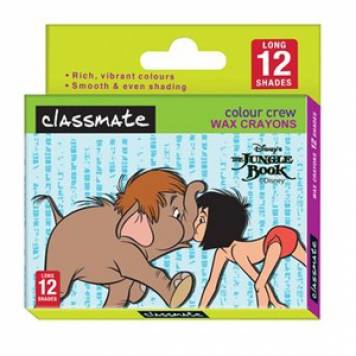 • Rich, vibrant colours
• Smooth & even shading
LONG
12
SHADES
classmate
colour crew
WAX CRAYONS
Disney's
THE JUNGLE
BOOK
©Disney
WAX CRAYONS 12 SHADES
classmate
LONG
12
SHADES